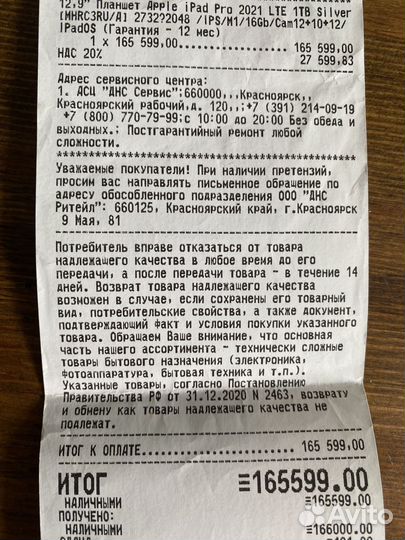 12,9" Планшет Apple iPad Pro 2021 LTE 1TB Silver
(MHRC3RU/A] 2732?2048 /IPS/M1/16Gb/Cam12+10+12/
iPadOS (Гарантия - 12 мес)
1 x 165 599,00 165 599,00
НДС 20% 27 599,83
Адрес сервисного центра:
1. АСЦ "ДНС Сервис":660000,,,Красноярск,,
Красноярский рабочий,д. 120,,;+7 (391) 214-09-19
+7 (800) 770-79-99;с 10:00 до 20:00 Без обеда и
выходных.; Постгарантийный ремонт любой
сложности.
Уважаемые покупатели! При наличии претензий,
просим вас направлять письменное обращение по
адресу обособленного подразделения ООО "ДНС
Ритейл": 660125, Красноярский край, г.Красноярск
9 Мая, 81
Потребитель вправе отказаться от товара
надлежащего качества в любое время до его
передачи, а после передачи товара - в течение 14
дней. Возврат товара надлежащего качества
возможен в случае, если сохранены его товарный
вид, потребительские свойства, а также документ,
подтверждающий факт и условия покупки указанного
товара. Обращаем Ваше внимание, что основная
часть нашего ассортимента - технически сложные
товары бытового назначения (электроника,
фотоаппаратура, бытовая техника и т.п.).
Указанные товары, согласно Постановлению
Правительства РФ от 31.12.2020 N 2463, возврату
и обмену как товары надлежащего качества не
подлежат.
ИТОГ К ОПЛАТЕ 165 599,00
ИТОГ ≡165599.00
НАЛИЧНЫМИ ≡165599.00
ПОЛУЧЕНО:
НАЛИЧНЫМИ ≡166000.00
Avito